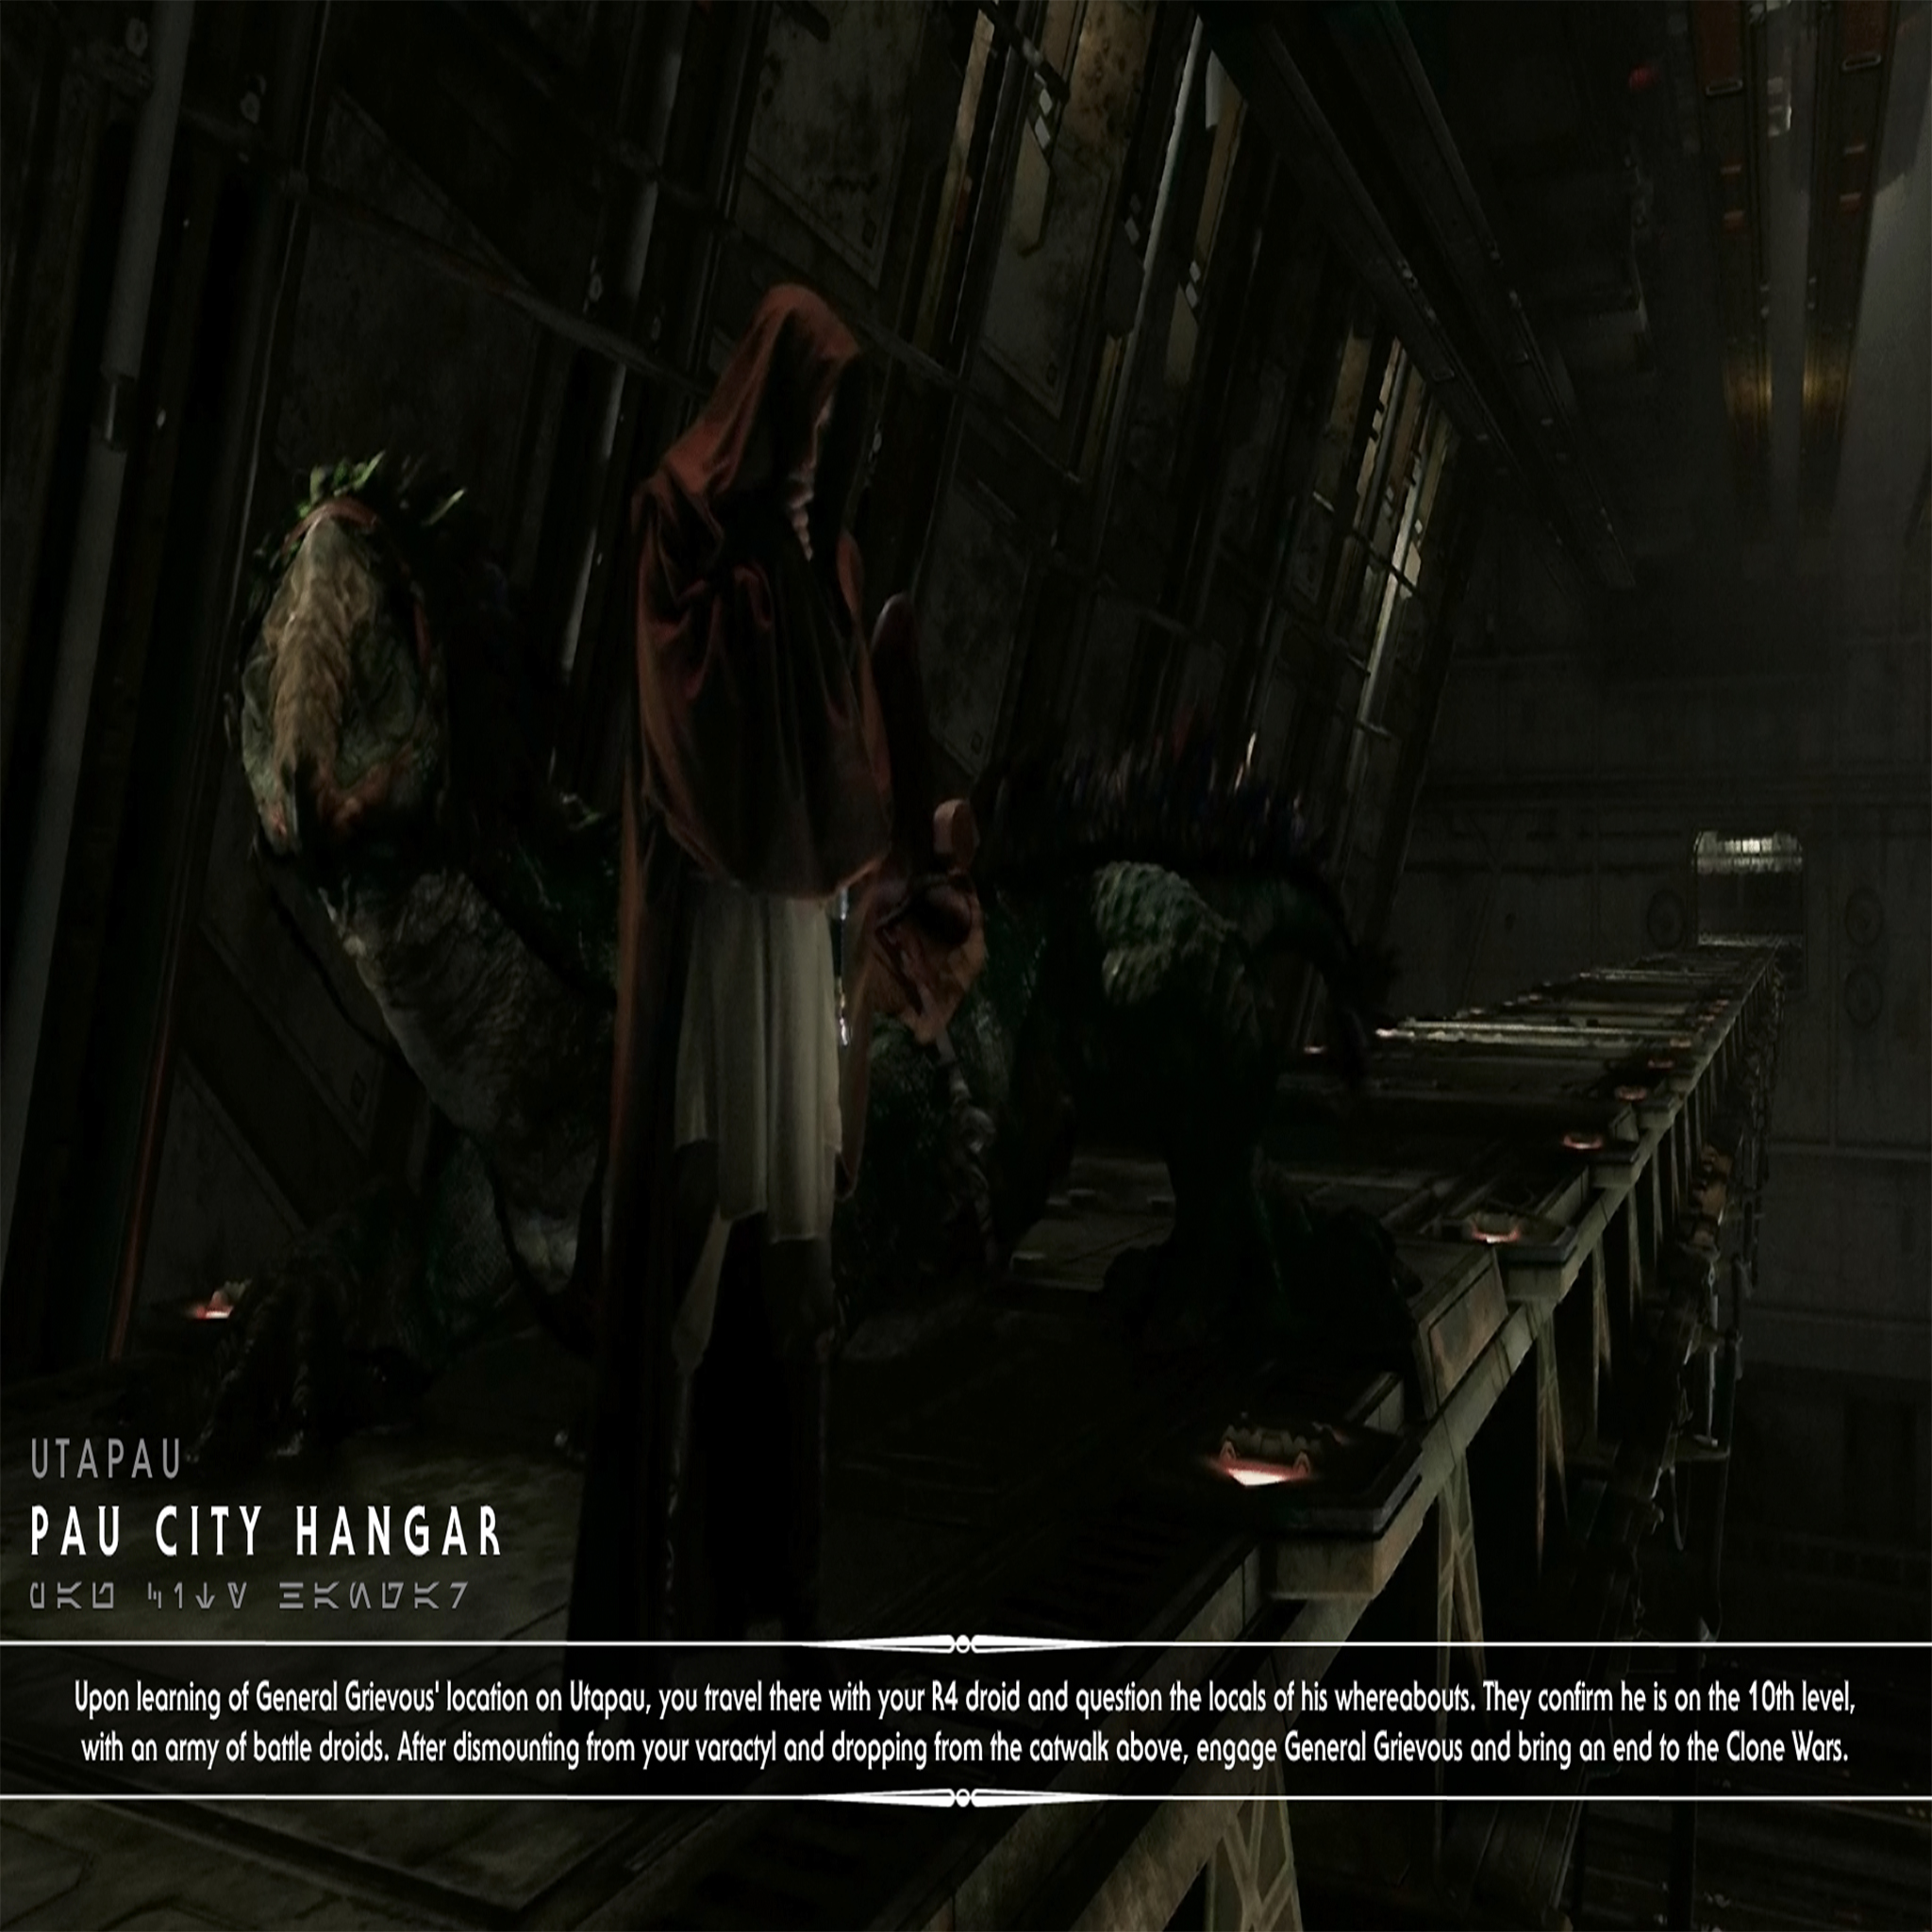 UTAPAU
PAU CITY HANGAR
Upon learning of General Grievous' location on Utapau, you travel there with your R4 droid and question the locals of his whereabouts. They confirm he is on the 10th level,
with an army of battle droids. After dismounting from your varactyl and dropping from the catwalk above, engage General Grievous and bring an end to the Clone Wars.